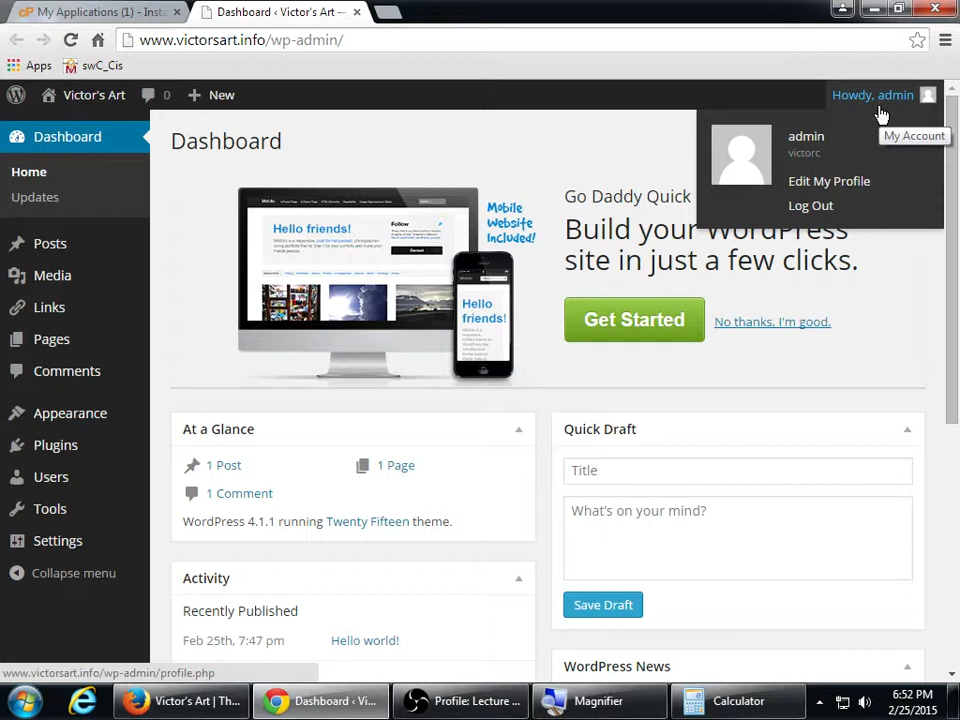 My Applications (1) - Insta
Dashboard ‹ Victor's Art —
www.victorsart.info/wp-admin/
Apps swC_Cis
Victor's Art 0 New Howdy, admin
My Account
admin
victorc
Edit My Profile
Log Out
Dashboard
Home
Updates
Posts
Media
Links
Pages
Comments
Appearance
Plugins
Users
Tools
Settings
Collapse menu
Dashboard
Hello friends!
Follow
Mobile
Website
Included!
Hello
friends!
Go Daddy Quick
Build your WordPress
site in just a few clicks.
Get Started No thanks, I'm good.
At a Glance
1 Post 1 Page
1 Comment
WordPress 4.1.1 running Twenty Fifteen theme.
Activity
Recently Published
Feb 25th, 7:47 pm Hello world!
Quick Draft
Title
What's on your mind?
Save Draft
WordPress News
www.victorsart.info/wp-admin/profile.php
Victor's Art | Th...
Dashboard ‹ Vi...
Profile: Lecture ...
Magnifier
Calculator
6:52 PM
2/25/2015